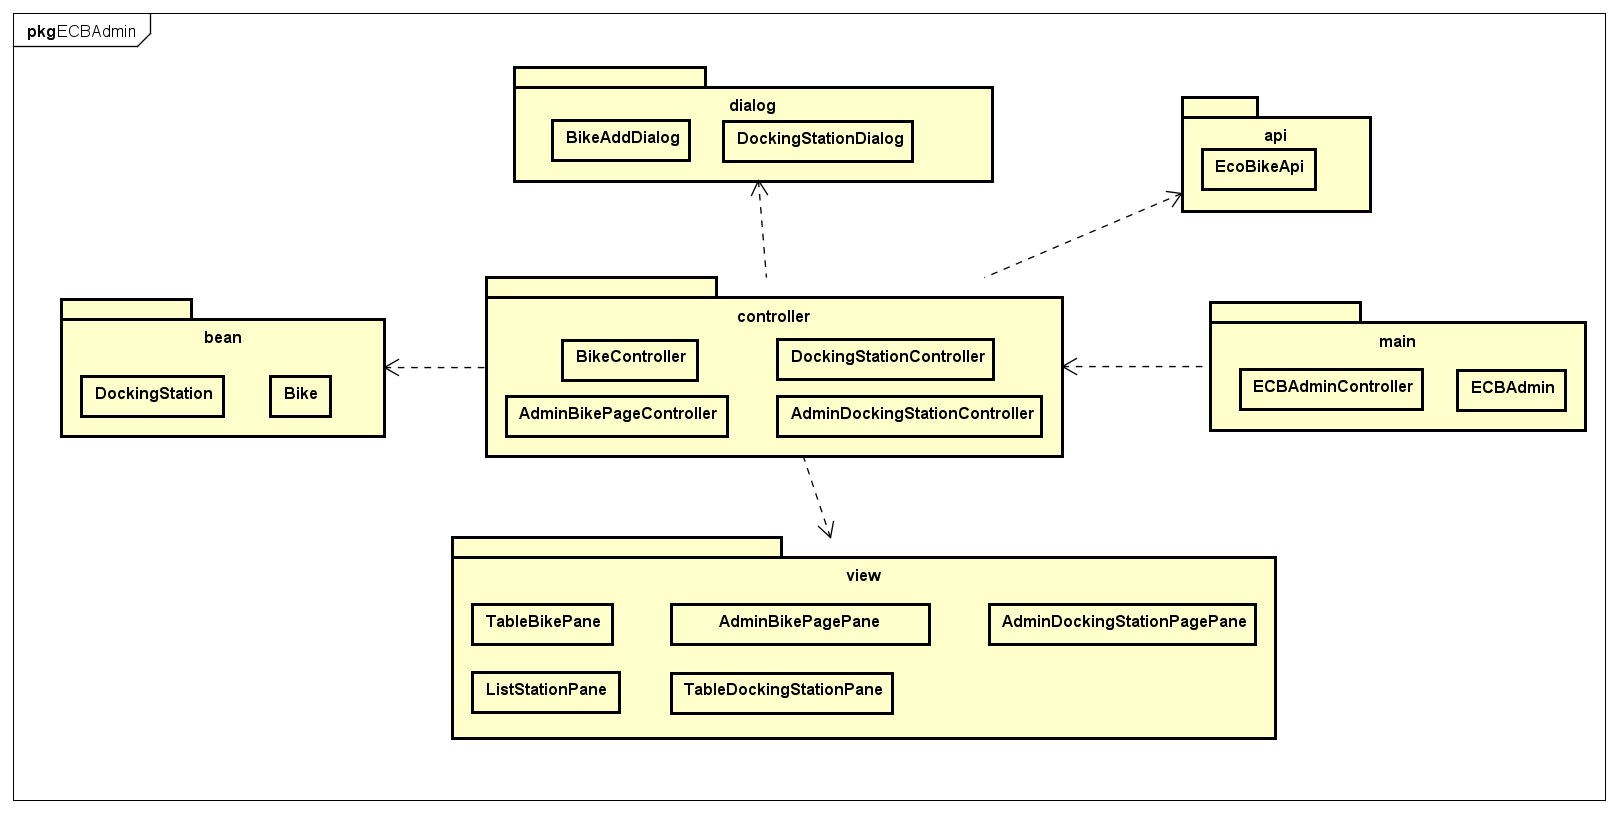 pkgECBAdmin
dialog
BikeAddDialog
DockingStationDialog
api
EcoBikeApi
bean
DockingStation
Bike
controller
BikeController
DockingStationController
AdminBikePageController
AdminDockingStationController
main
ECBAdminController
ECBAdmin
view
TableBikePane
AdminBikePagePane
AdminDockingStationPagePane
ListStationPane
TableDockingStationPane